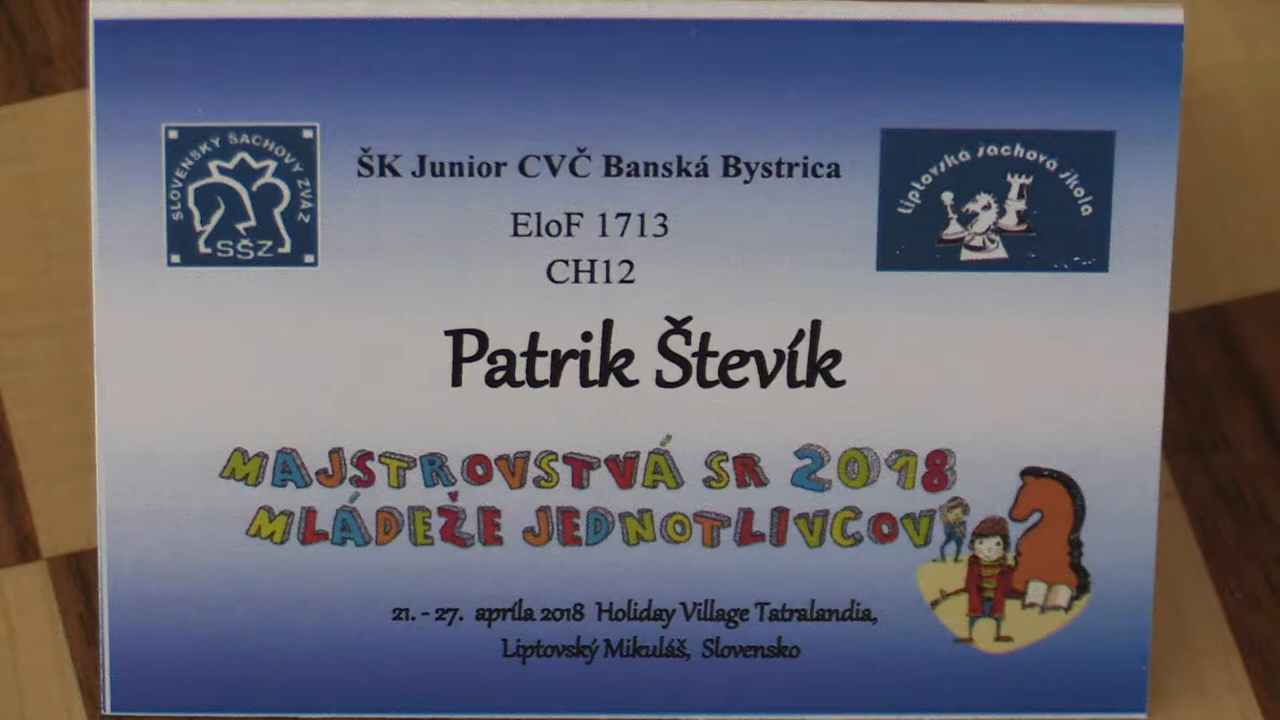 SLOVENSKÝ ŠACHOVÝ ZVÄZ
SŠZ
ŠK Junior CVČ Banská Bystrica
liptovská šachová škola
EloF 1713
CH12
Patrik Števík
MAJSTROVSTVÁ SR 2018
MLÁDEŽE JEDNOTLIVCOV
21. - 27. apríla 2018 Holiday Village Tatralandia,
Liptovský Mikuláš, Slovensko